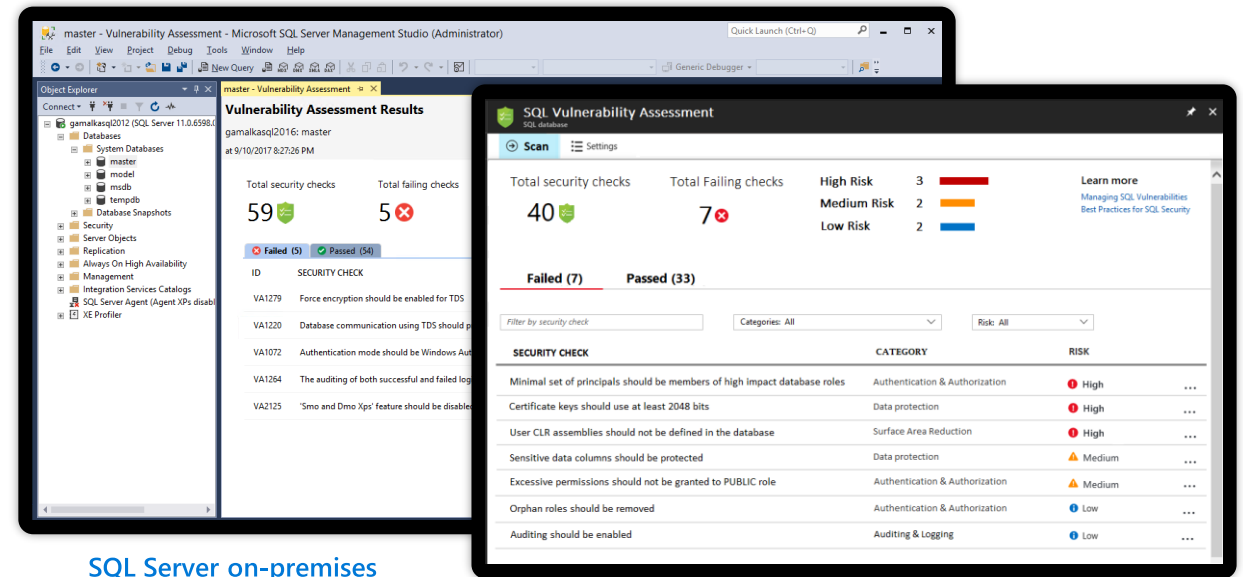 master - Vulnerability Assessment - Microsoft SQL Server Management Studio (Administrator)
Quick Launch (Ctrl+Q)
File Edit View Project Debug Tools Window Help
New Query
Generic Debugger
Object Explorer
Connect
gamalkasql2012 (SQL Server 11.0.6598.0
Databases
System Databases
master
model
msdb
tempdb
Database Snapshots
Security
Server Objects
Replication
Always On High Availability
Management
Integration Services Catalogs
SQL Server Agent (Agent XPs disabl
XE Profiler
master - Vulnerability Assessment
Vulnerability Assessment Results
gamalkasql2016: master
at 9/10/2017 8:27:26 PM
Total security checks Total failing checks
59 5
Failed (5) Passed (54)
ID SECURITY CHECK
VA1279 Force encryption should be enabled for TDS
VA1220 Database communication using TDS should p
VA1072 Authentication mode should be Windows Aut
VA1264 The auditing of both successful and failed log
VA2125 'Smo and Dmo Xps' feature should be disable
SQL Server on-premises
SQL Vulnerability Assessment
SQL database
Scan Settings
Total security checks Total Failing checks
40 7
High Risk 3
Medium Risk 2
Low Risk 2
Learn more
Managing SQL Vulnerabilities
Best Practices for SQL Security
Failed (7) Passed (33)
Filter by security check Categories: All Risk: All
SECURITY CHECK CATEGORY RISK
Minimal set of principals should be members of high impact database roles Authentication & Authorization High ...
Certificate keys should use at least 2048 bits Data protection High ...
User CLR assemblies should not be defined in the database Surface Area Reduction High ...
Sensitive data columns should be protected Data protection Medium ...
Excessive permissions should not be granted to PUBLIC role Authentication & Authorization Medium ...
Orphan roles should be removed Authentication & Authorization Low ...
Auditing should be enabled Auditing & Logging Low ...